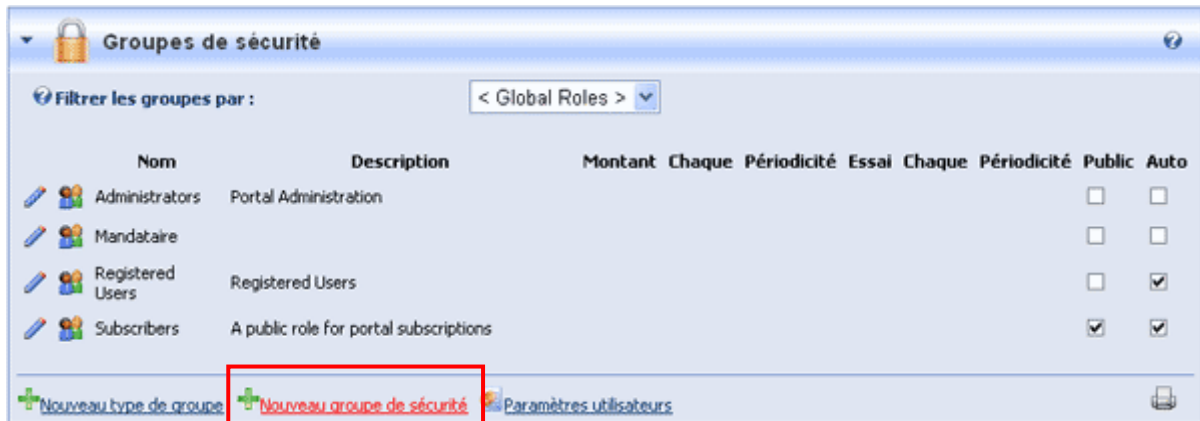 Groupes de sécurité
Filtrer les groupes par : < Global Roles >
Nom Description Montant Chaque Périodicité Essai Chaque Périodicité Public Auto
Administrators Portal Administration
Mandataire
Registered Users Registered Users
Subscribers A public role for portal subscriptions
Nouveau type de groupe Nouveau groupe de sécurité Paramètres utilisateurs